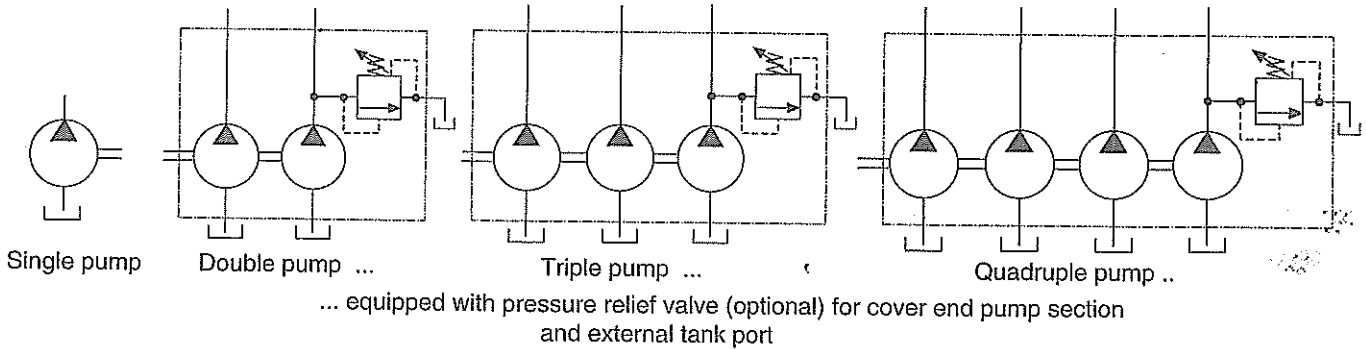 Single pump
Double pump ...
Triple pump ...
Quadruple pump ..
... equipped with pressure relief valve (optional) for cover end pump section
and external tank port